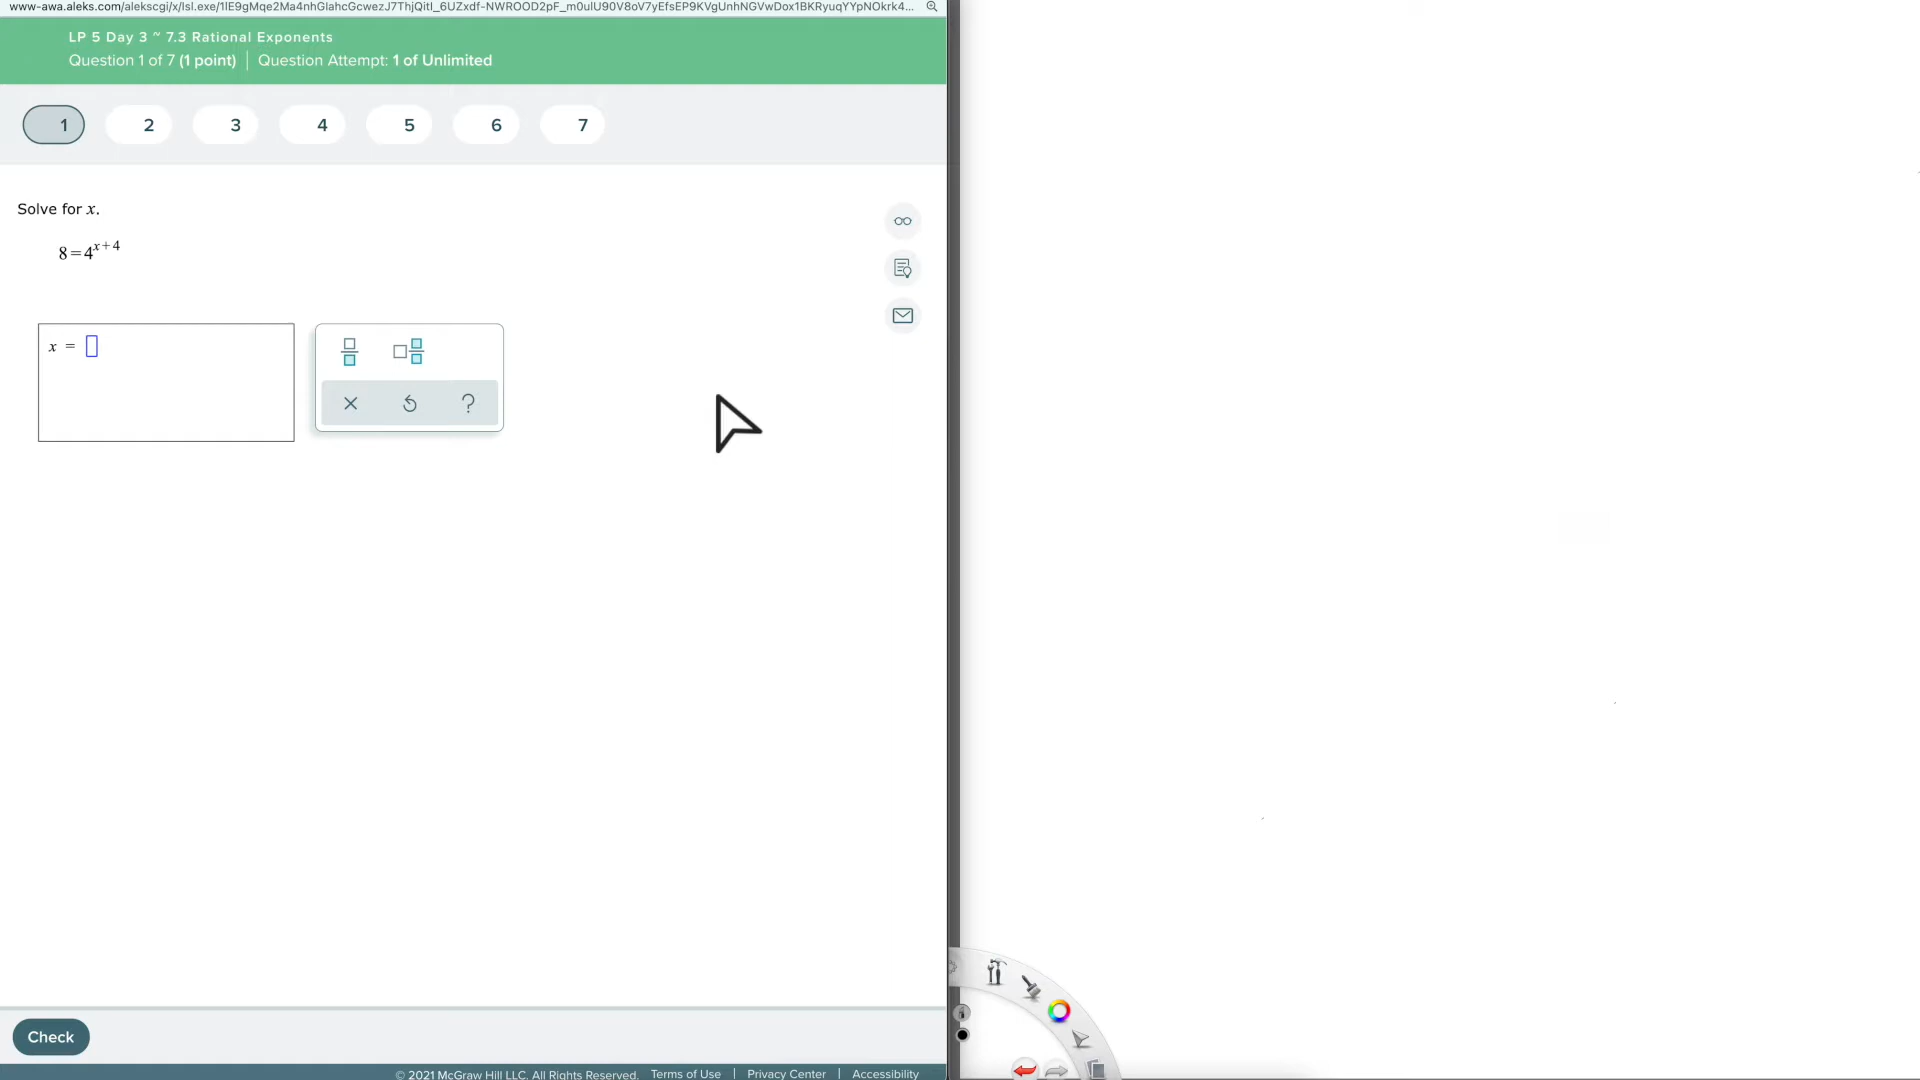 www-awa.aleks.com/alekscgi/x/Isl.exe/1lE9gMqe2Ma4nhGlahcGcwezJ7ThjQitI_6UZxdf-NWROOD2pF_m0ulU90V8oV7yEfsEP9KVgUnhNGVwDox1BKRyuqYYpNOkrk4...
LP 5 Day 3 ~ 7.3 Rational Exponents
Question 1 of 7 (1 point) | Question Attempt: 1 of Unlimited
1 2 3 4 5 6 7
Solve for x.
8=4^{x+4}
x =
?
Check
© 2021 McGraw Hill LLC. All Rights Reserved. Terms of Use | Privacy Center | Accessibility